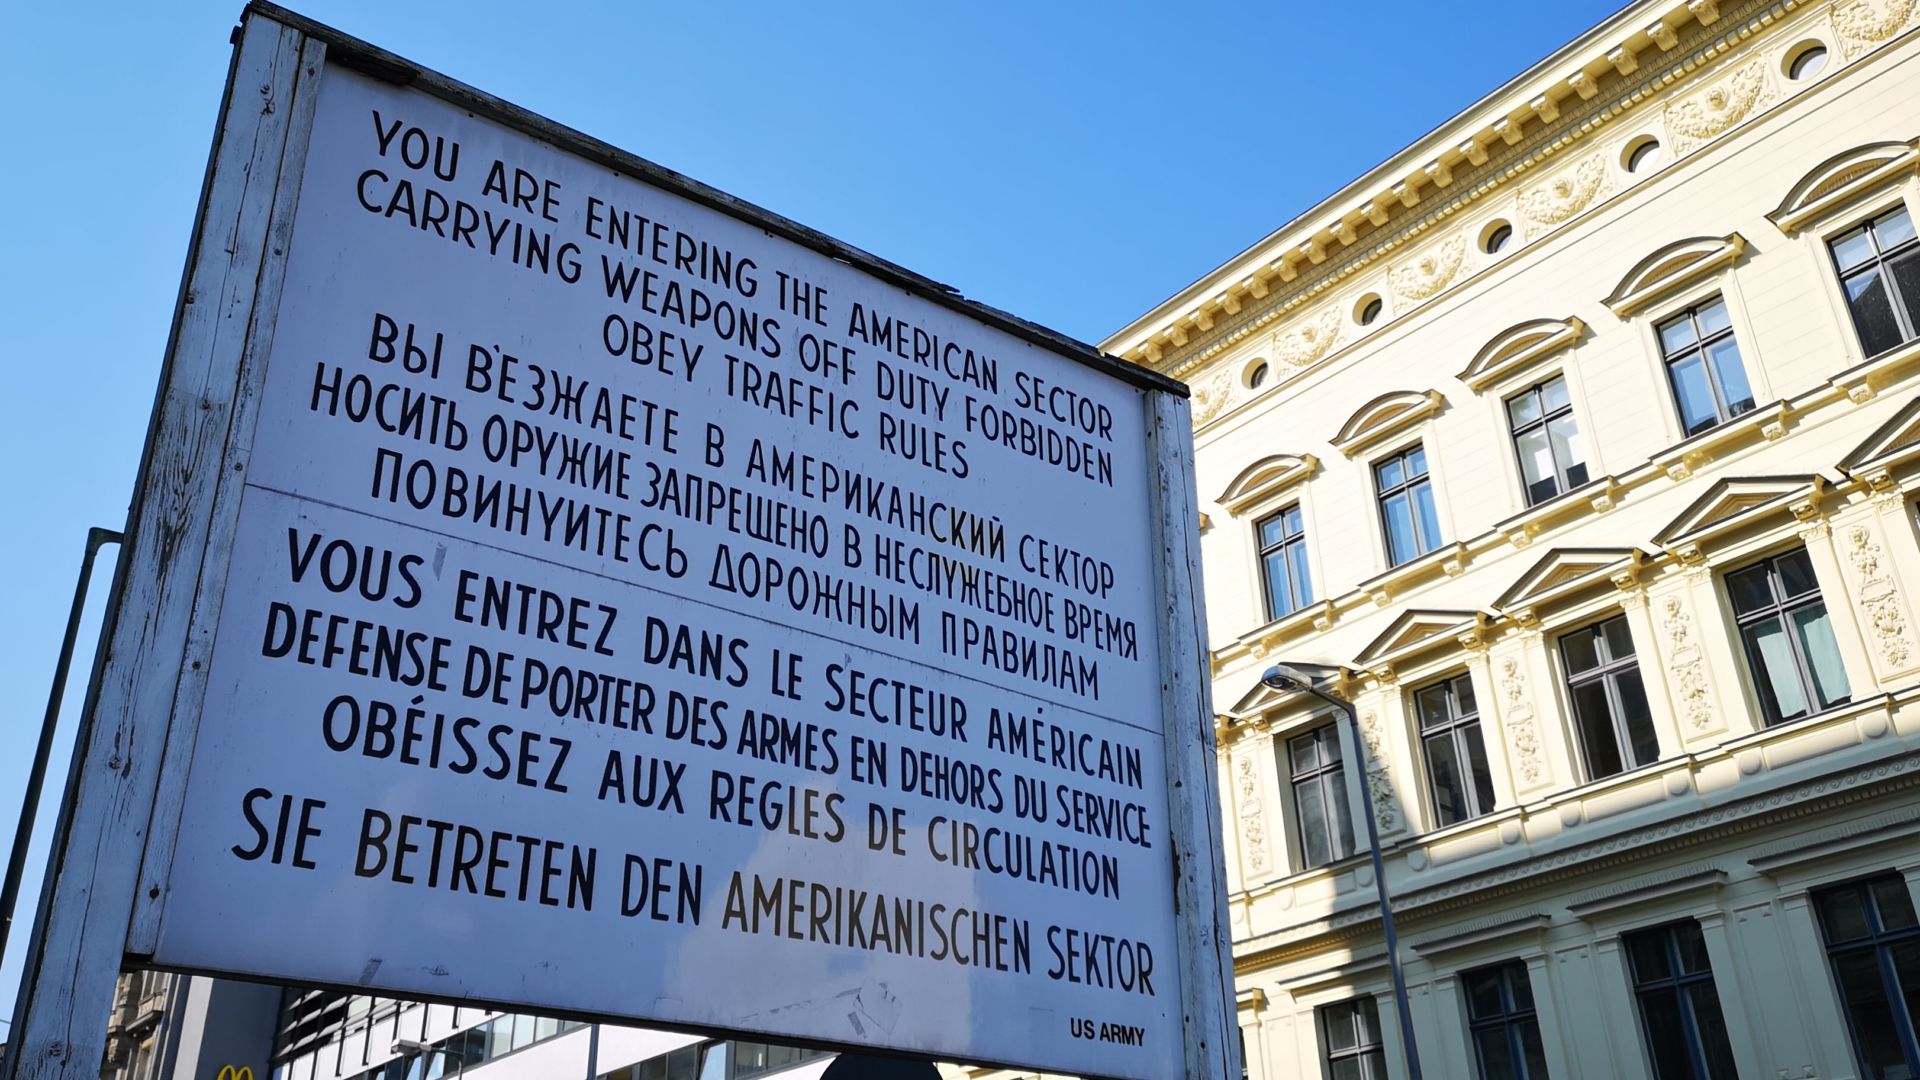 YOU ARE ENTERING THE AMERICAN SECTOR
CARRYING WEAPONS OFF DUTY FORBIDDEN
OBEY TRAFFIC RULES
ВЫ В'ЕЗЖАЕТЕ В АМЕРИКАНСКИЙ СЕКТОР
НОСИТЬ ОРУЖИЕ ЗАПРЕЩЕНО В НЕСЛУЖЕБНОЕ ВРЕМЯ
ПОВИНУИТЕСЬ ДОРОЖНЫМ ПРАВИЛАМ
VOUS ENTREZ DANS LE SECTEUR AMÉRICAIN
DEFENSE DE PORTER DES ARMES EN DEHORS DU SERVICE
OBÉISSEZ AUX REGLES DE CIRCULATION
SIE BETRETEN DEN AMERIKANISCHEN SEKTOR
US ARMY